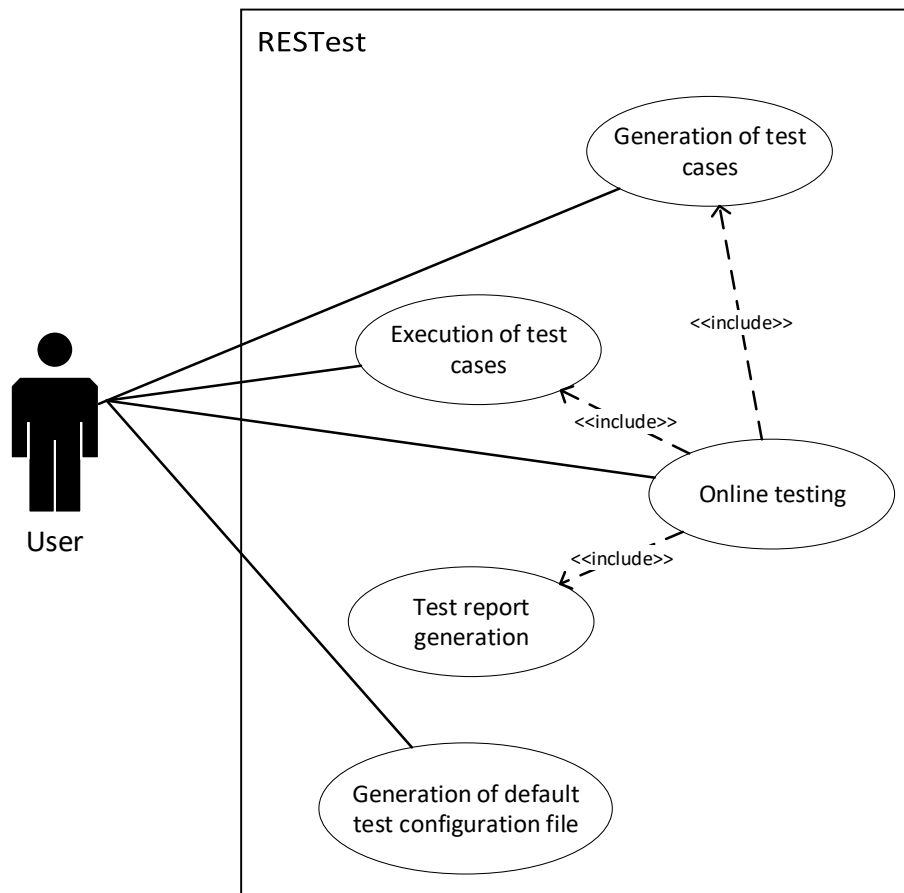 RESTest
Generation of test
cases
<<include>>
Execution of test
cases
<<include>>
Online testing
User
<<include>>
Test report
generation
Generation of default
test configuration file